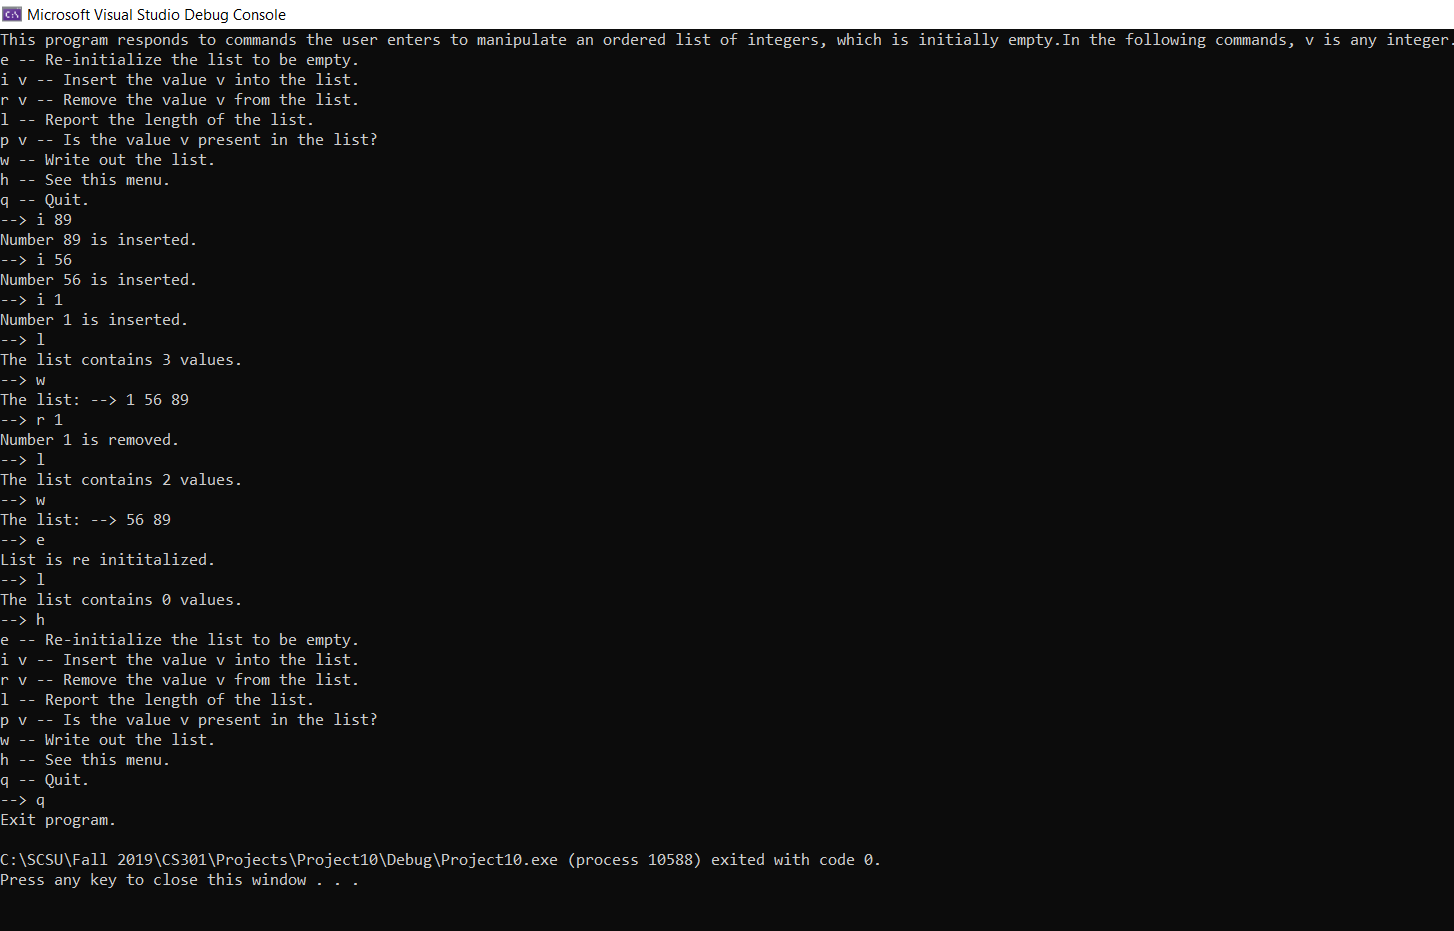 Microsoft Visual Studio Debug Console
This program responds to commands the user enters to manipulate an ordered list of integers, which is initially empty.In the following commands, v is any integer.
e -- Re-initialize the list to be empty.
i v -- Insert the value v into the list.
r v -- Remove the value v from the list.
l -- Report the length of the list.
p v -- Is the value v present in the list?
w -- Write out the list.
h -- See this menu.
q -- Quit.
--> i 89
Number 89 is inserted.
--> i 56
Number 56 is inserted.
--> i 1
Number 1 is inserted.
--> l
The list contains 3 values.
--> w
The list: --> 1 56 89
--> r 1
Number 1 is removed.
--> l
The list contains 2 values.
--> w
The list: --> 56 89
--> e
List is re inititalized.
--> l
The list contains 0 values.
--> h
e -- Re-initialize the list to be empty.
i v -- Insert the value v into the list.
r v -- Remove the value v from the list.
l -- Report the length of the list.
p v -- Is the value v present in the list?
w -- Write out the list.
h -- See this menu.
q -- Quit.
--> q
Exit program.
C:\SCSU\Fall 2019\CS301\Projects\Project10\Debug\Project10.exe (process 10588) exited with code 0.
Press any key to close this window . . .